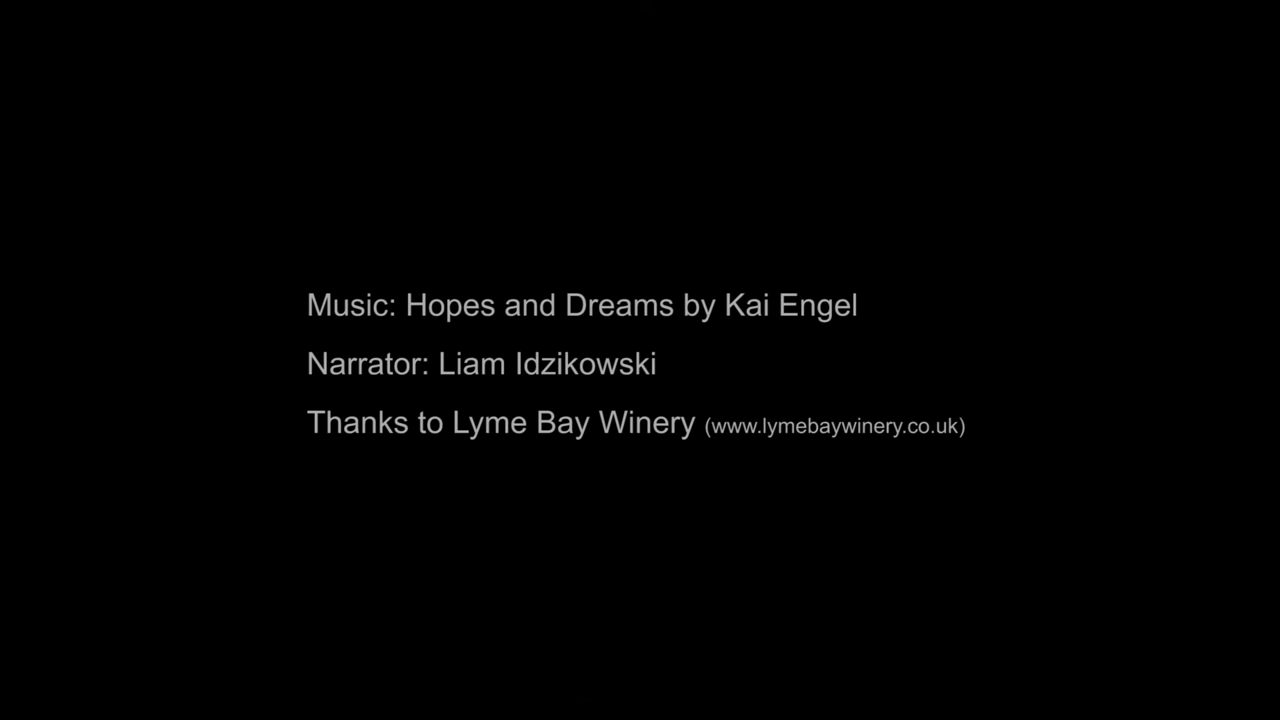 Music: Hopes and Dreams by Kai Engel
Narrator: Liam Idzikowski
Thanks to Lyme Bay Winery (www.lymebaywinery.co.uk)